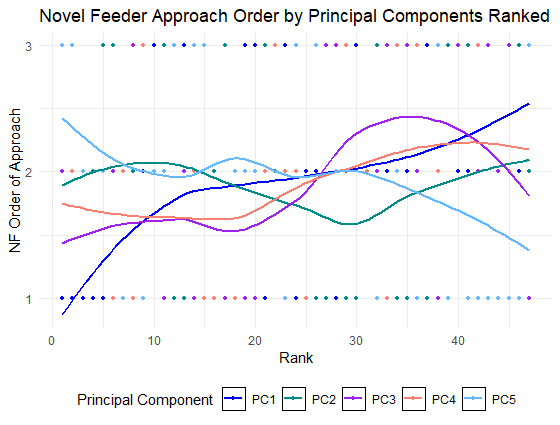 Novel Feeder Approach Order by Principal Components Ranked
NF Order of Approach
3
2
1
0 10 20 30 40
Rank
Principal Component PC1 PC2 PC3 PC4 PC5